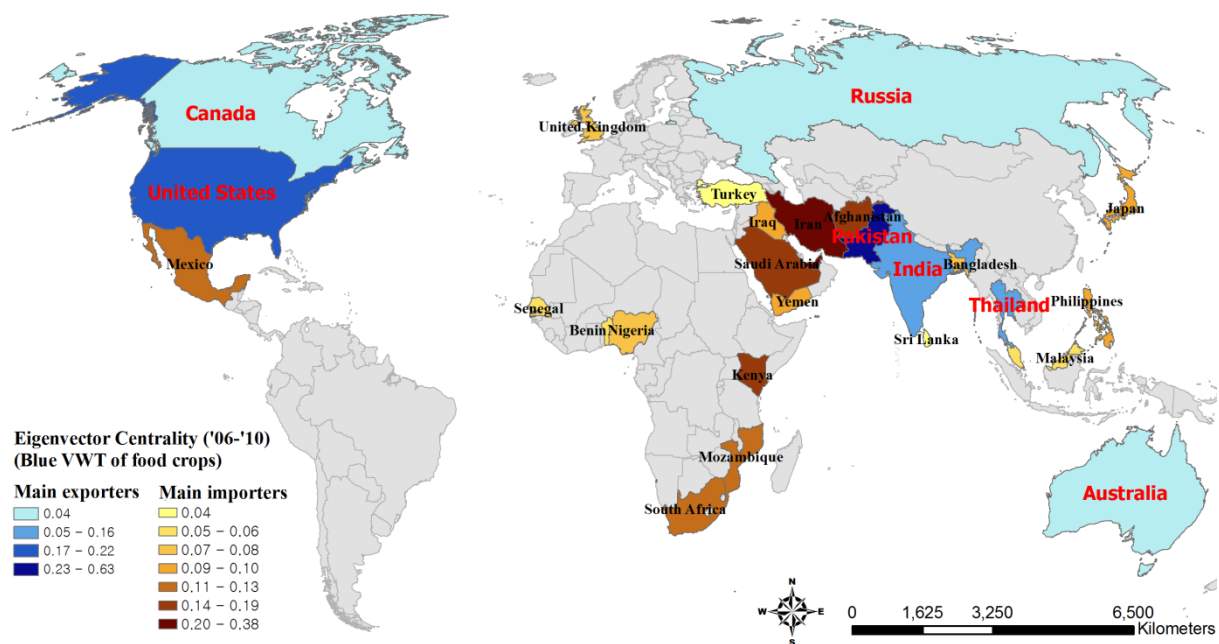 Canada
Russia
United Kingdom
United States
Turkey
Iraq
Iran
Afghanistan
Japan
Pakistan
Mexico
Saudi Arabia
India
Bangladesh
Senegal
Yemen
Thailand
Philippines
Benin
Nigeria
Sri Lanka
Malaysia
Kenya
Mozambique
South Africa
Australia
Eigenvector Centrality ('06-'10)
(Blue VWT of food crops)
Main exporters
0.04
0.05 - 0.16
0.17 - 0.22
0.23 - 0.63
Main importers
0.04
0.05 - 0.06
0.07 - 0.08
0.09 - 0.10
0.11 - 0.13
0.14 - 0.19
0.20 - 0.38
N
W
E
S
0 1,625 3,250 6,500
Kilometers